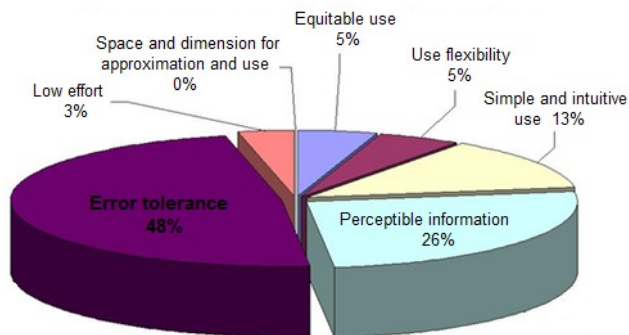 Equitable use
5%
Space and dimension for
approximation and use
0%
Use flexibility
5%
Low effort
3%
Simple and intuitive
use 13%
Error tolerance
48%
Perceptible information
26%